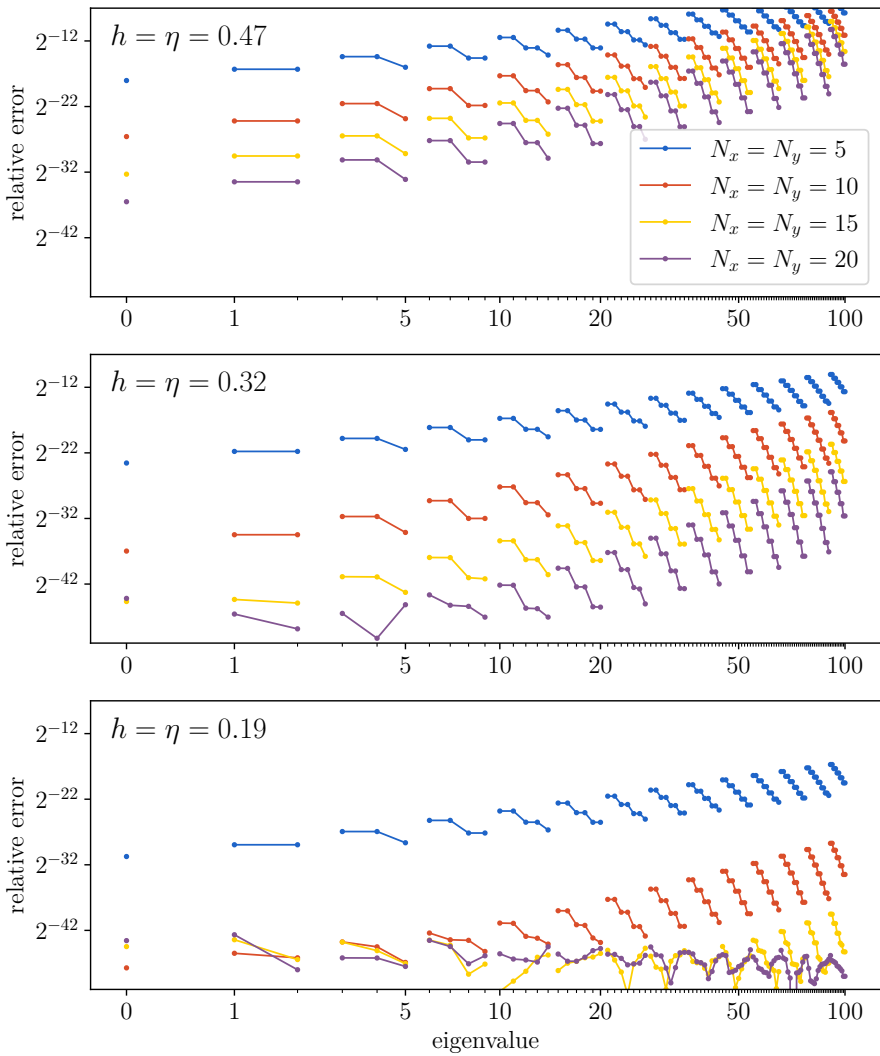 h = η = 0.47
relative error
2⁻¹²
2⁻²²
2⁻³²
2⁻⁴²
N_x = N_y = 5
N_x = N_y = 10
N_x = N_y = 15
N_x = N_y = 20
0 1 5 10 20 50 100
h = η = 0.32
relative error
2⁻¹²
2⁻²²
2⁻³²
2⁻⁴²
0 1 5 10 20 50 100
h = η = 0.19
relative error
2⁻¹²
2⁻²²
2⁻³²
2⁻⁴²
0 1 5 10 20 50 100
eigenvalue